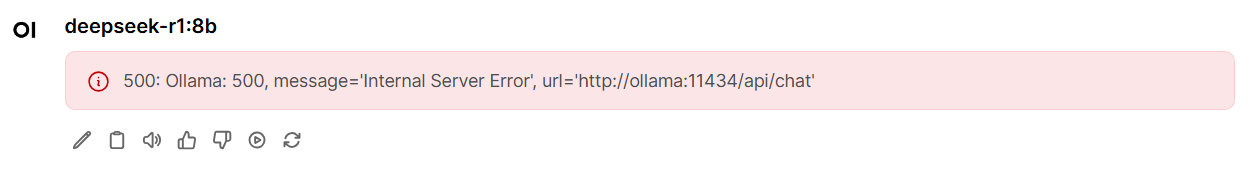 OI deepseek-r1:8b
500: Ollama: 500, message='Internal Server Error', url='http://ollama:11434/api/chat'